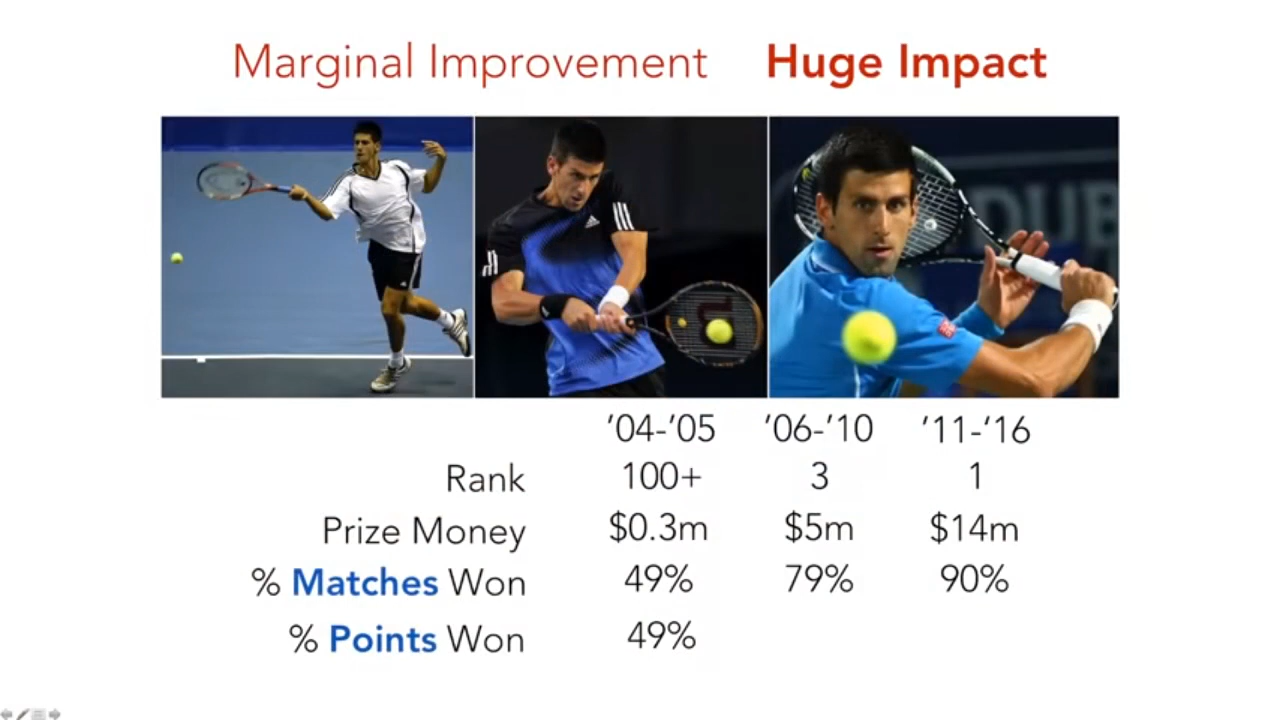 Marginal Improvement Huge Impact
DUB
'04-'05 '06-'10 '11-'16
Rank 100+ 3 1
Prize Money $0.3m $5m $14m
% Matches Won 49% 79% 90%
% Points Won 49%